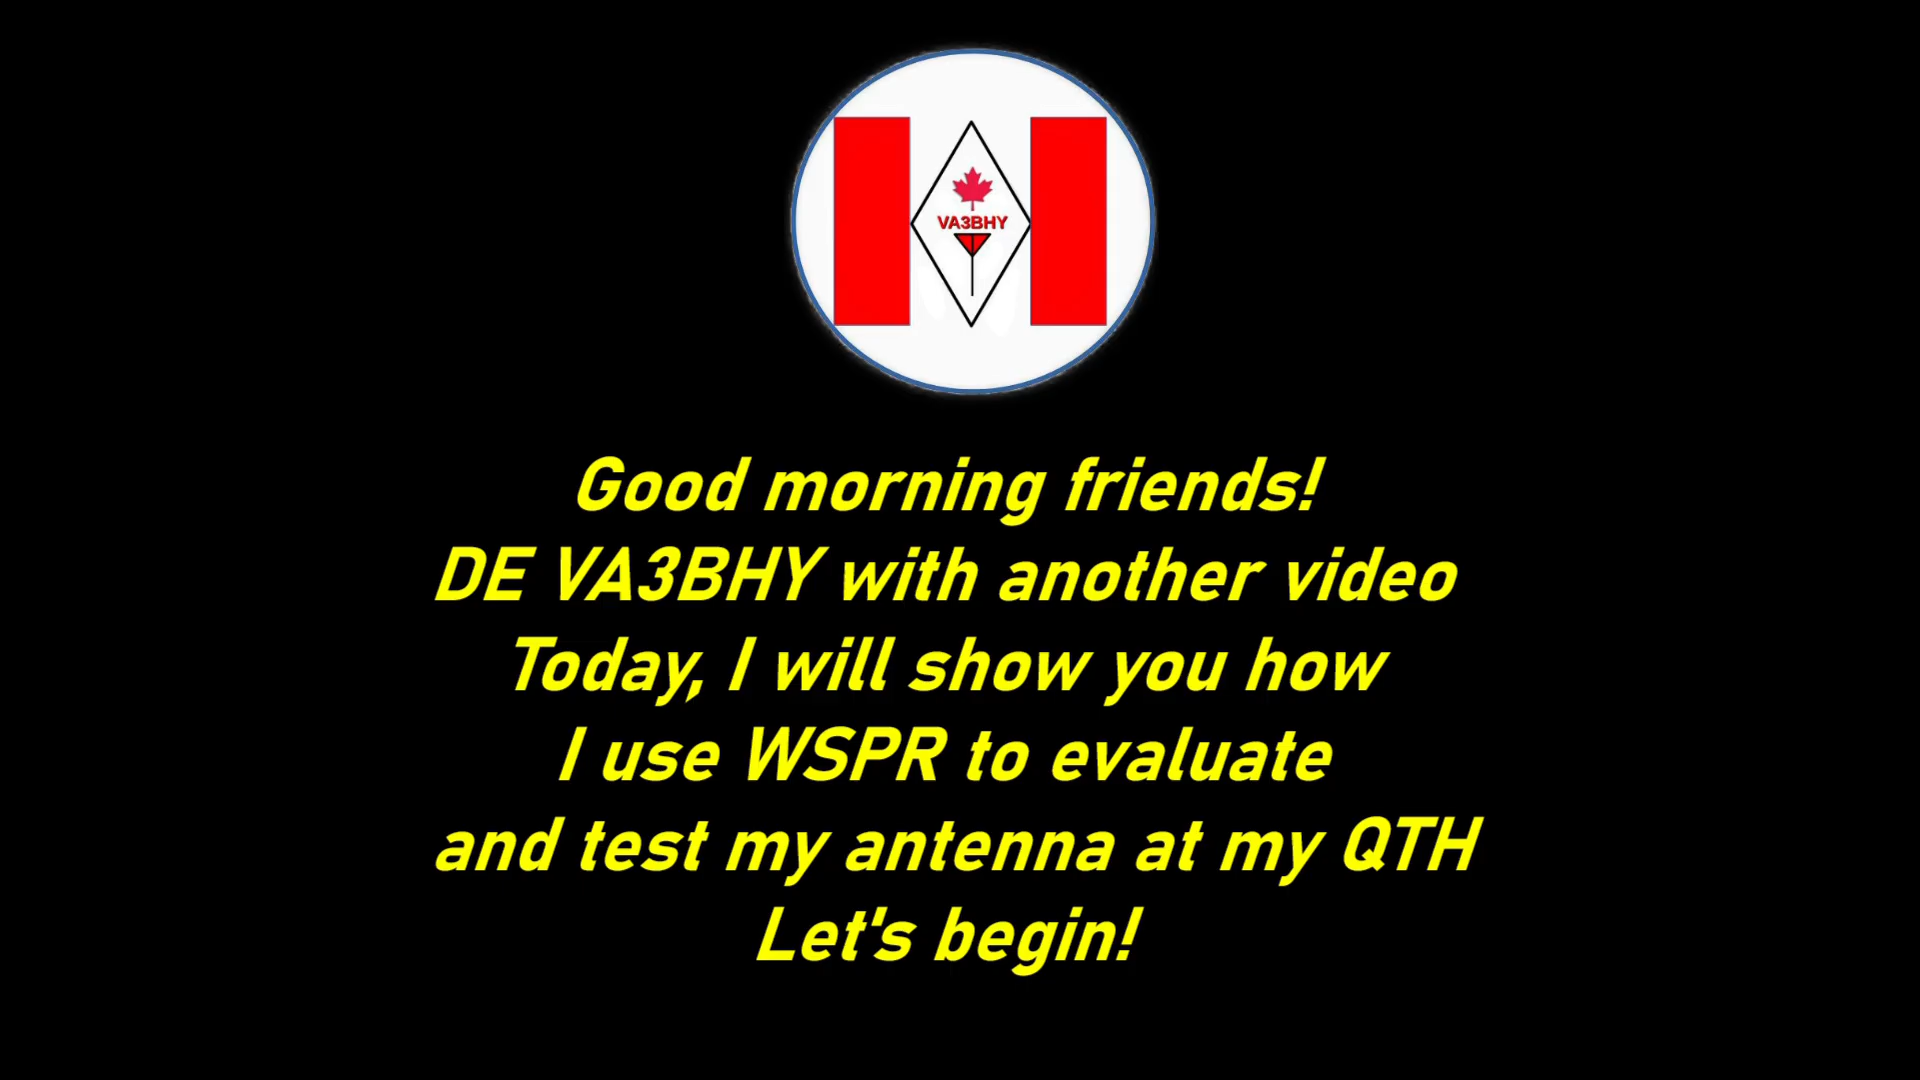 VA3BHY
Good morning friends!
DE VA3BHY with another video
Today, I will show you how
I use WSPR to evaluate
and test my antenna at my QTH
Let's begin!